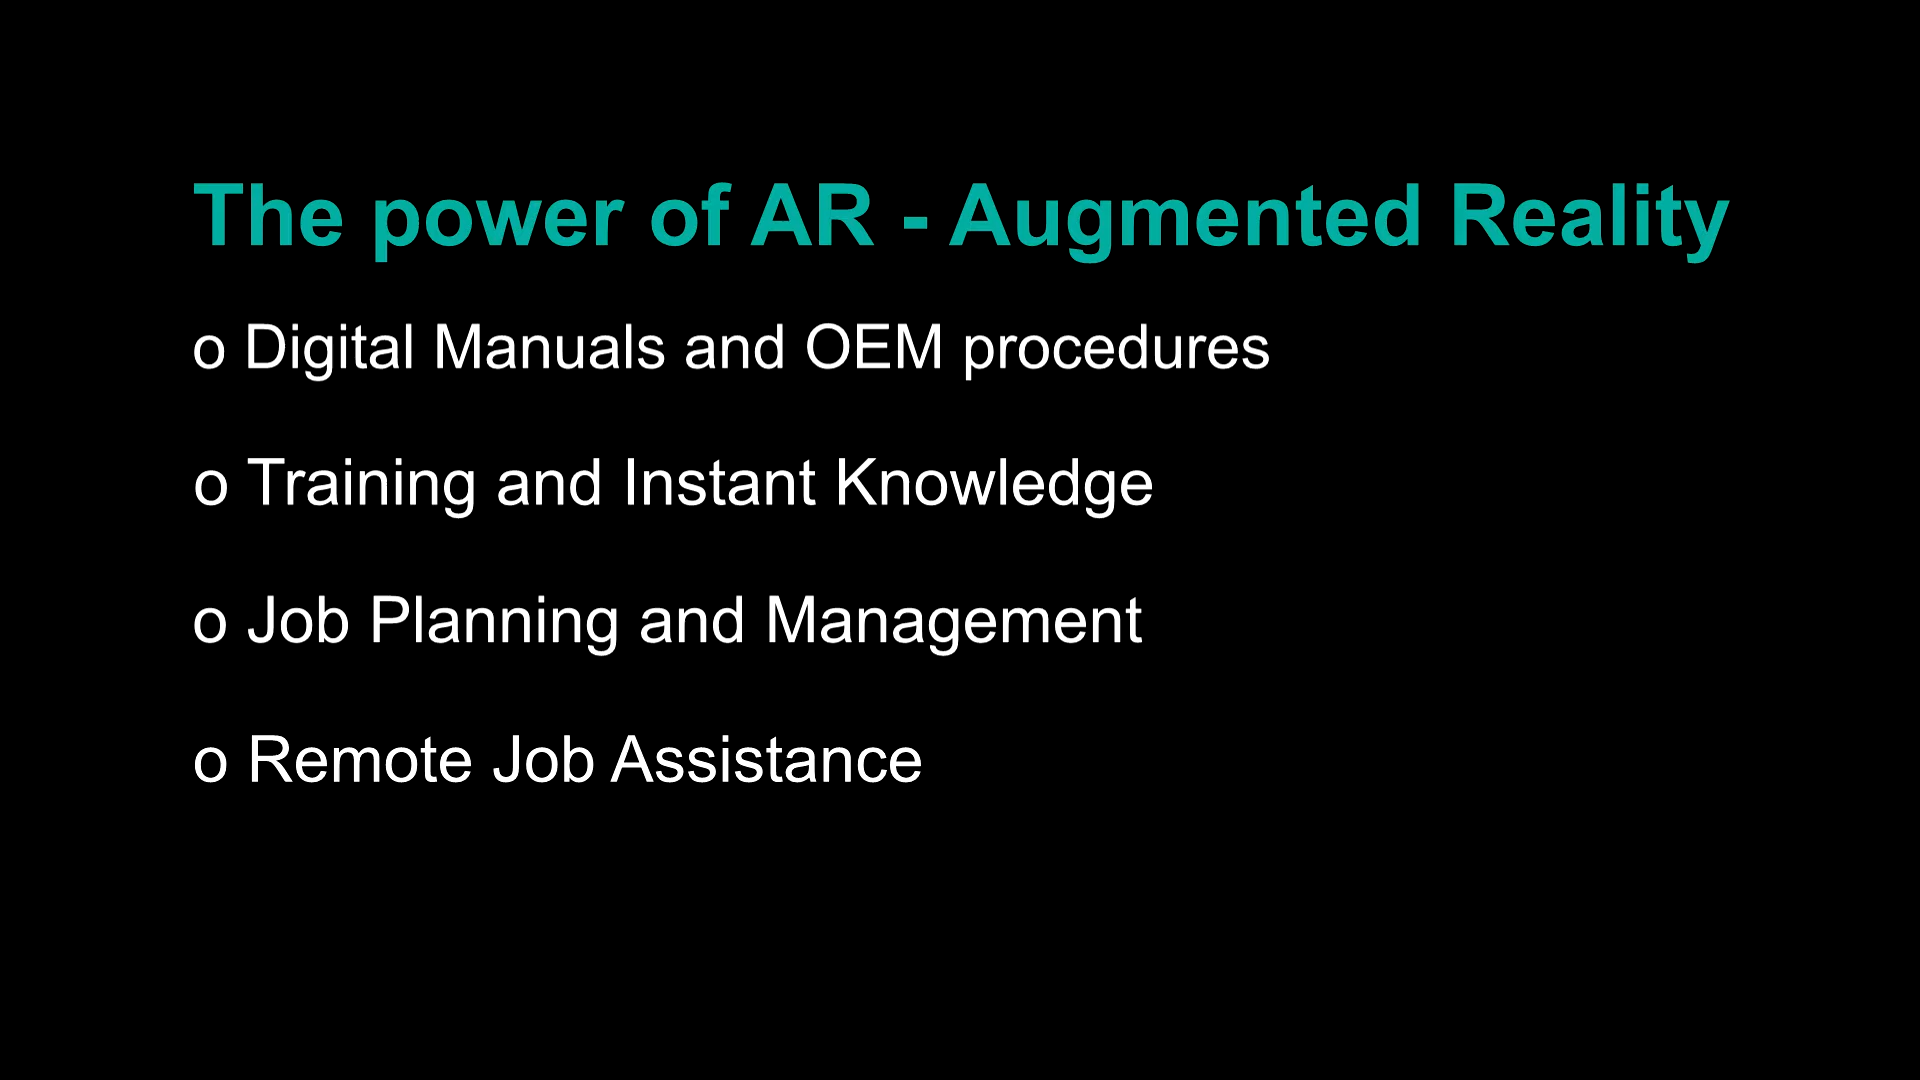 The power of AR - Augmented Reality
o Digital Manuals and OEM procedures
o Training and Instant Knowledge
o Job Planning and Management
o Remote Job Assistance